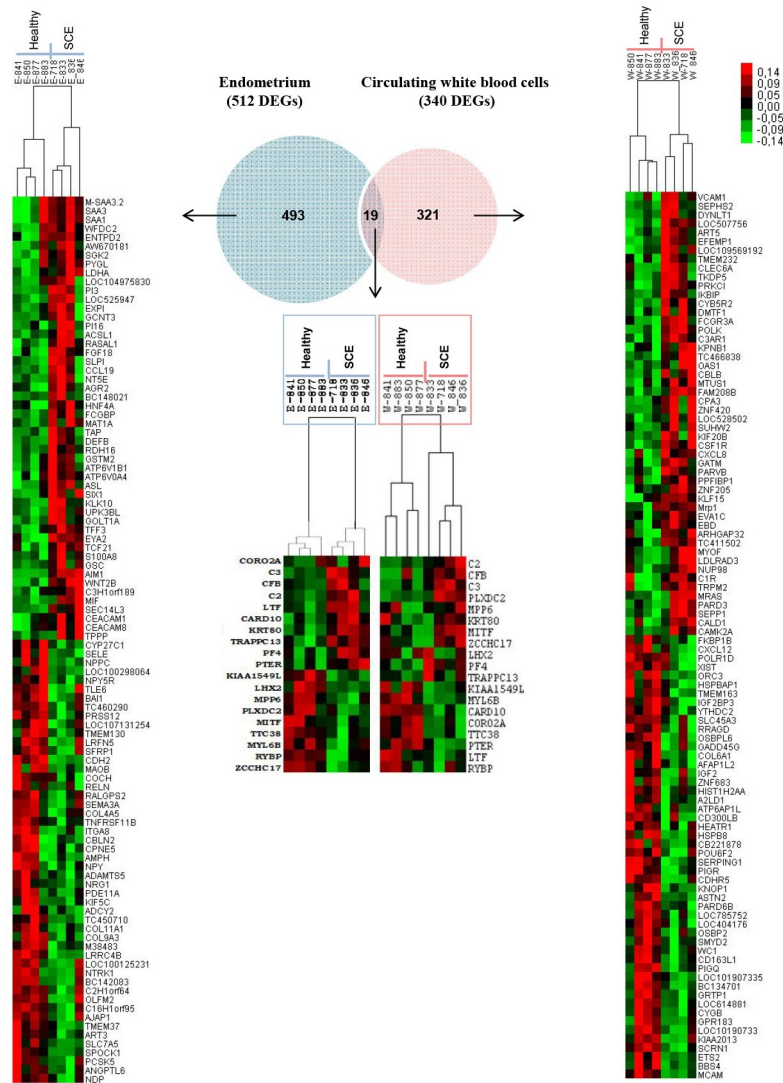 Healthy
SCE
E-841
E-850
E-877
E-883
E-718
E-833
E_836
E-846
Endometrium
(512 DEGs)
Circulating white blood cells
(340 DEGs)
Healthy
SCE
W-850
W-841
W-877
W-883
W-833
W_836
W-718
W_846
0,14
0,09
0,05
0,00
-0,05
-0,09
-0,14
493
19
321
M-SAA3.2
SAA3
SAA1
WFDC2
ENTPD2
AW670181
SGK2
PYGL
LDHA
LOC104975830
PI3
LOC525947
EXPI
GCNT3
PI16
ACSL1
RASAL1
FGF18
SLPI
CCL19
NT5E
AGR2
BC148021
HNF4A
FCGBP
MAT1A
TAP
DEFB
RDH16
GSTM2
ATP6V1B1
ATP6V0A4
ASL
SIX1
KLK10
UPK3BL
GOLT1A
TFF3
EYA2
TCF21
S100A8
GSC
AIM1
WNT2B
C3H1orf189
MIF
SEC14L3
CEACAM1
CEACAM8
TPPP
CYP27C1
SELE
NPPC
LOC100298064
NPY5R
TLE6
BAI1
TC460290
PRSS12
LOC107131254
TMEM130
LRFN5
SFRP1
CDH2
MAOB
COCH
RELN
RALGPS2
SEMA3A
COL4A5
TNFRSF11B
ITGA8
CBLN2
CPNE5
AMPH
NPY
ADAMTS5
NRG1
PDE11A
KIF5C
ADCY2
TC450710
COL11A1
COL9A3
M38483
LRRC4B
LOC100125231
NTRK1
BC142083
C2H1orf64
OLFM2
C16H1orf95
AJAP1
TMEM37
ART3
SLC7A5
SPOCK1
PCSK5
ANGPTL6
NDP
Healthy
SCE
E-841
E-850
E-877
E-883
E-718
E-833
E-836
E-846
Healthy
SCE
W-841
W-883
W-850
W-877
W-833
W-718
W-846
W_836
CORO2A
C3
CFB
C2
LTF
CARD10
KRT80
TRAPPC13
PF4
PTER
KIAA1549L
LHX2
MPP6
PLXDC2
MITF
TTC38
MYL6B
RYBP
ZCCHC17
C2
CFB
C3
PLXDC2
MPP6
KRT80
MITF
ZCCHC17
LHX2
PF4
TRAPPC13
KIAA1549L
MYL6B
CARD10
CORO2A
TTC38
PTER
LTF
RYBP
VCAM1
SEPHS2
DYNLT1
LOC507756
ART5
EFEMP1
LOC109569192
TMEM232
CLEC6A
TKDP5
PRKCI
IKBIP
CYB5R2
DMTF1
FCGR3A
POLK
C3AR1
KPNB1
TC466838
OAS1
CBLB
MTUS1
FAM208B
CPA3
ZNF420
LOC528502
SUHW2
KIF20B
CSF1R
CXCL8
GATM
PARVB
PPFIBP1
ZNF205
KLF15
Mrp1
EVA1C
EBD
ARHGAP32
TC411502
MYOF
LDLRAD3
NUP98
C1R
TRPM2
MRAS
PARD3
SEPP1
CALD1
CAMK2A
FKBP1B
CXCL12
POLR1D
XIST
ORC3
HSPBAP1
TMEM163
IGF2BP3
YTHDC2
SLC45A3
RRAGD
OSBPL6
GADD45G
COL6A1
AFAP1L2
IGF2
ZNF683
HIST1H2AA
A2LD1
ATP6AP1L
CD300LB
HEATR1
HSPB8
CB221878
POU6F2
SERPING1
PIGR
CDHR5
KNOP1
ASTN2
PARD6B
LOC785752
LOC404176
OSBP2
SMYD2
WC1
CD163L1
PIGQ
LOC101907335
BC134701
GRTP1
LOC614881
CYGB
GPR183
LOC10190733
KIAA2013
SCRN1
ETS2
BBS4
MCAM